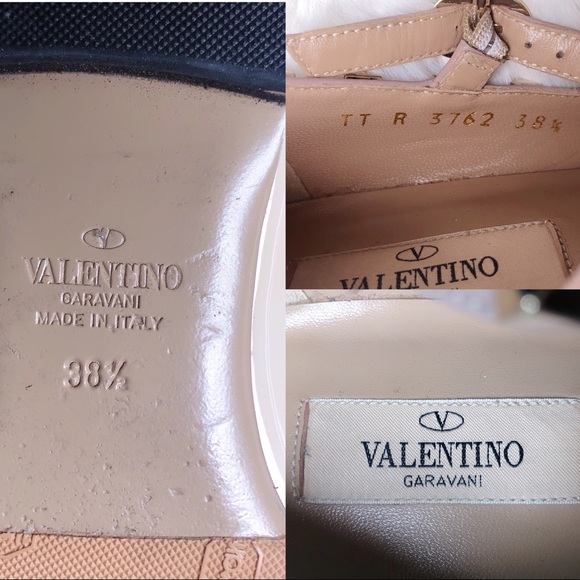 VALENTINO
GARAVANI
MADE IN ITALY
38½
TT R 3762 38½
VALENTINO
VALENTINO
GARAVANI